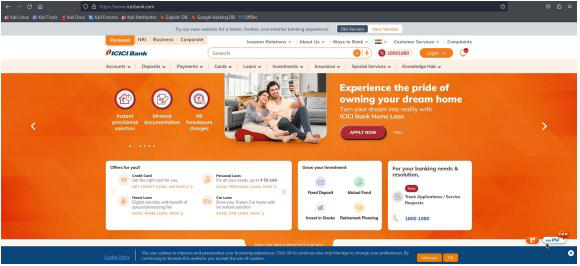 https://www.icicibank.com
Kali Linux Kali Tools Kali Docs Kali Forums Kali NetHunter Exploit-DB Google Hacking DB OffSec
Try our new website for a faster, fresher, and smarter banking experience. Old Version New Version
Personal NRI Business Corporate
Investor Relations About Us Ways to Bank Customer Services Complaints
ICICI Bank
Search
18001080
Login
Accounts Deposits Payments Cards Loans Investments Insurance Special Services Knowledge Hub
Instant provisional sanction
Minimal documentation
Nil foreclosure charges
Experience the pride of
owning your dream home
Turn your dream into reality with
ICICI Bank Home Loan
APPLY NOW
T&Cs
Offers for you!
Credit Card
Get the right card for you
GET CREDIT CARD, INSTANTLY
Personal Loan
For all your needs, up to ₹ 50 lakh
AVAIL PERSONAL LOAN, NOW
Home Loan
Digital sanction with benefit of
special processing fee
AVAIL HOME LOAN, NOW
Car Loan
Drive your Dream Car home with
an instant sanction
AVAIL CAR LOAN, NOW
Grow your Investment
Fixed Deposit
Mutual Fund
Invest in Stocks
Retirement Planning
For your banking needs &
resolution,
New
Track Applications / Service
Requests
1800 1080
FIND THE RIGHT PRODUCT FOR YOU
Cookie Policy
We use cookies to improve and personalize your browsing experience. Click OK to continue else click Manage to change your preferences. By
continuing to browse this website, you accept the use of cookies.
Manage
OK